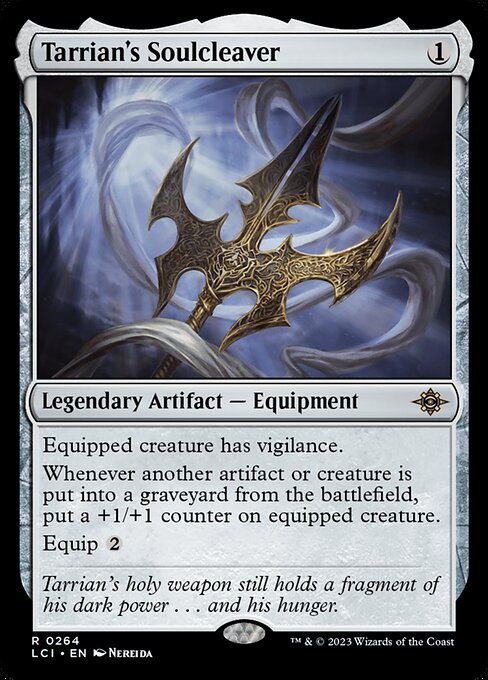 Tarrian's Soulcleaver 1
Legendary Artifact — Equipment
Equipped creature has vigilance.
Whenever another artifact or creature is
put into a graveyard from the battlefield,
put a +1/+1 counter on equipped creature.
Equip 2
Tarrian's holy weapon still holds a fragment of
his dark power . . . and his hunger.
R 0264
LCI • EN Nereida
™ & © 2023 Wizards of the Coast